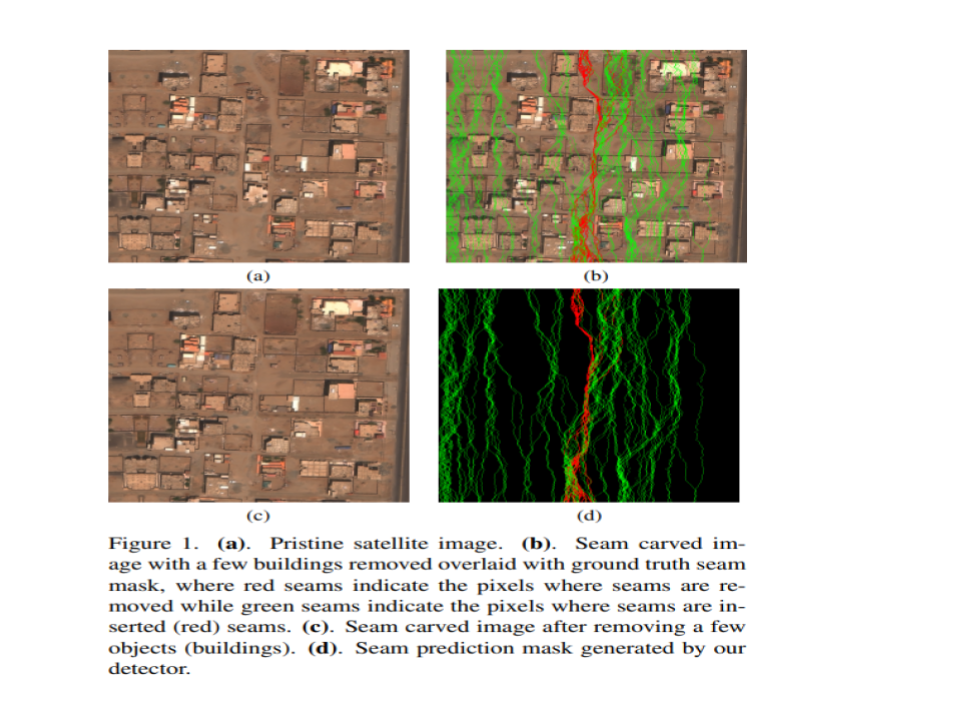 (a)
(b)
(c)
(d)
Figure 1. (a). Pristine satellite image. (b). Seam carved im-
age with a few buildings removed overlaid with ground truth seam
mask, where red seams indicate the pixels where seams are re-
moved while green seams indicate the pixels where seams are in-
serted (red) seams. (c). Seam carved image after removing a few
objects (buildings). (d). Seam prediction mask generated by our
detector.